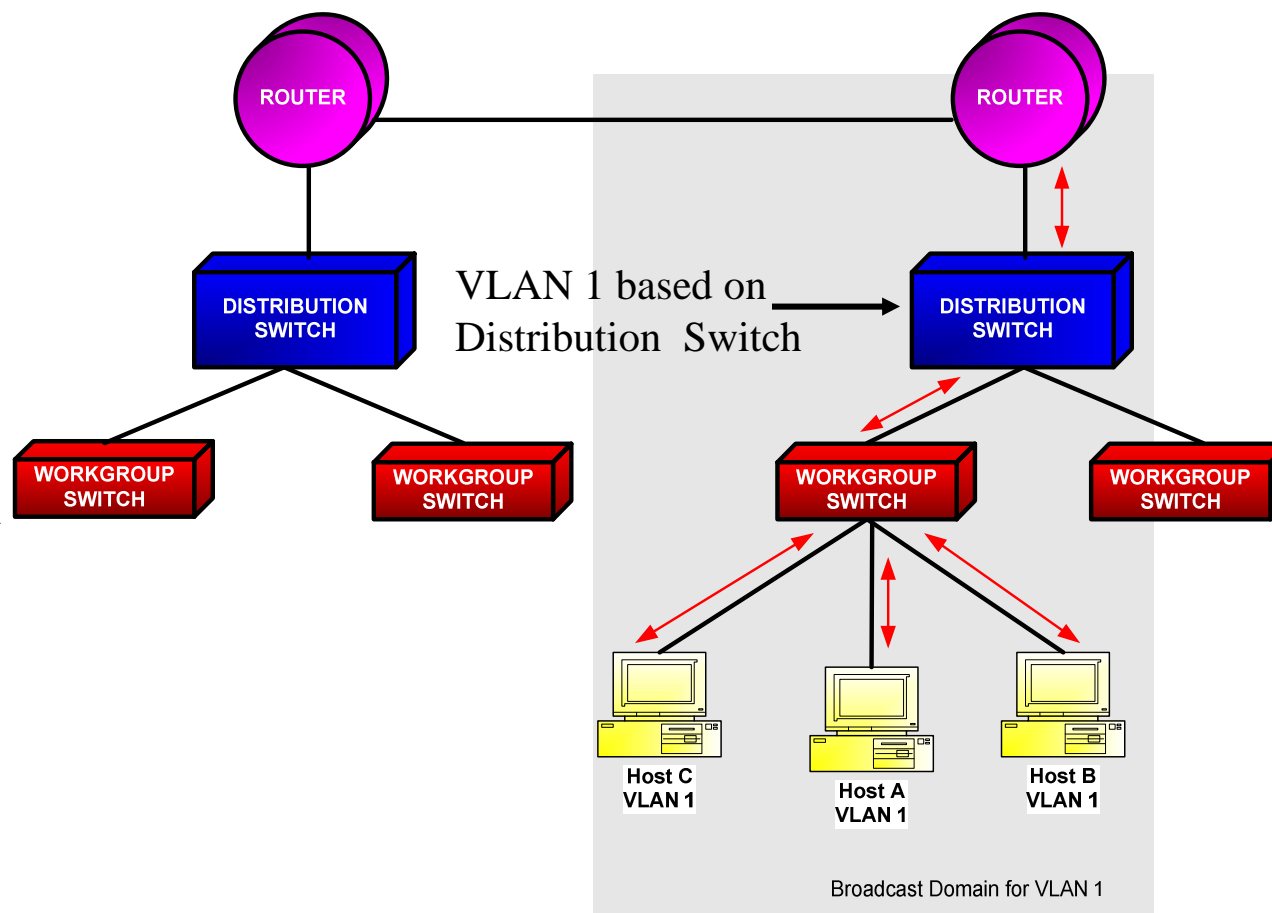 ROUTER
ROUTER
DISTRIBUTION
SWITCH
VLAN 1 based on
Distribution Switch
DISTRIBUTION
SWITCH
WORKGROUP
SWITCH
WORKGROUP
SWITCH
WORKGROUP
SWITCH
WORKGROUP
SWITCH
Host C
VLAN 1
Host A
VLAN 1
Host B
VLAN 1
Broadcast Domain for VLAN 1